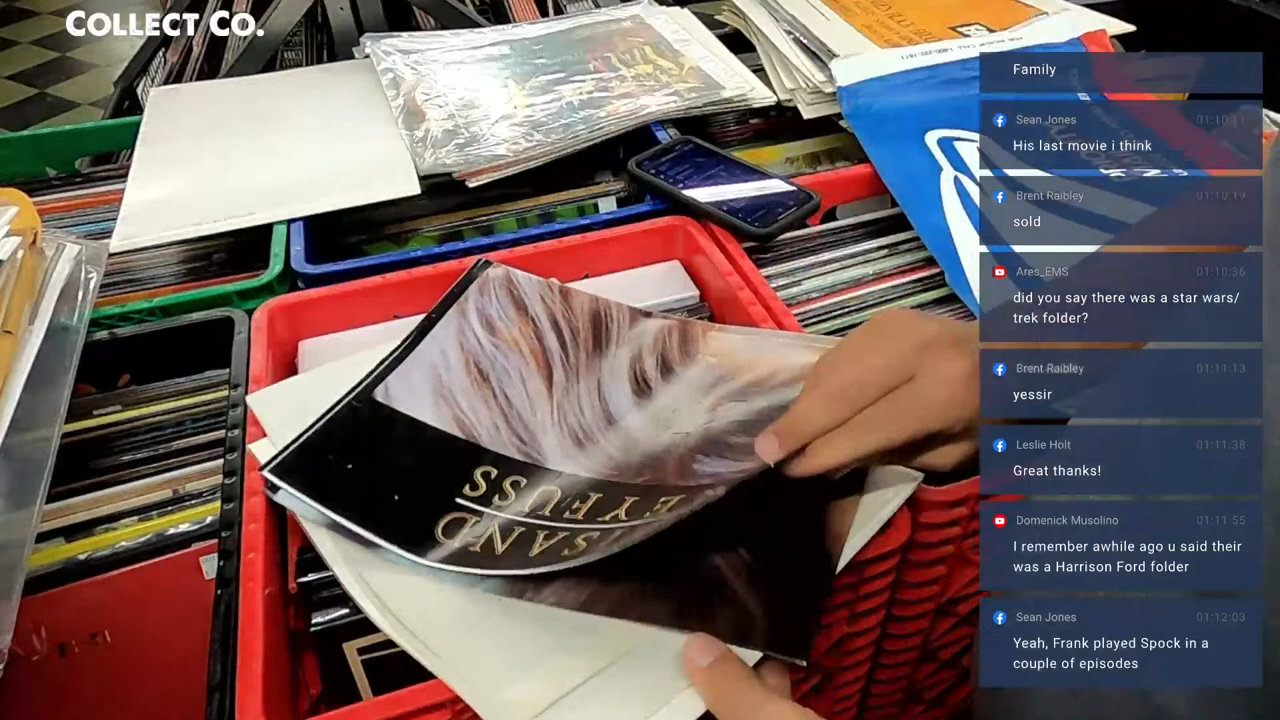 COLLECT CO.
Family
Sean Jones
His last movie i think
Brent Raibley
01:10:19
sold
Ares_EMS
01:10:36
did you say there was a star wars/
trek folder?
Brent Raibley
01:11:13
yessir
Leslie Holt
01:11:38
Great thanks!
Domenick Musolino
01:11:55
I remember awhile ago u said their
was a Harrison Ford folder
Sean Jones
01:12:03
Yeah, Frank played Spock in a
couple of episodes
SAND
EYFUSS